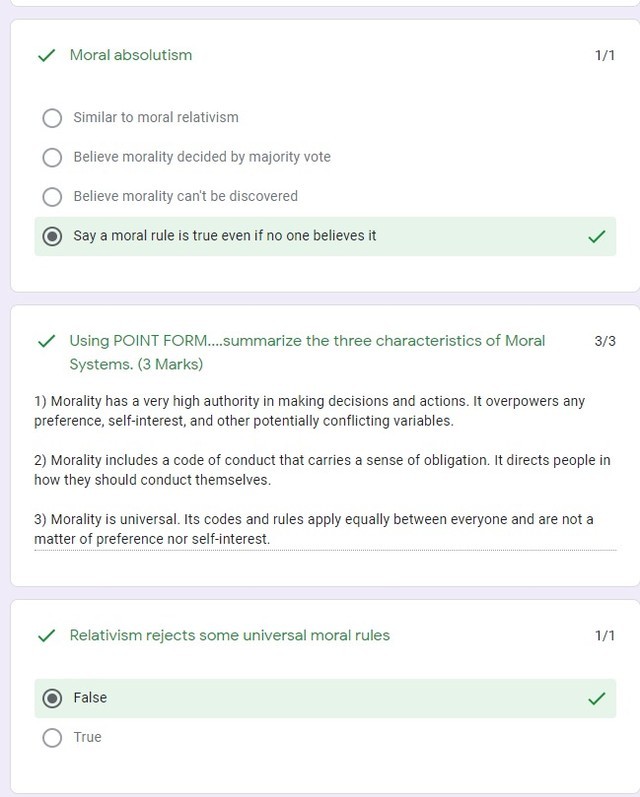 Moral absolutism 1/1
Similar to moral relativism
Believe morality decided by majority vote
Believe morality can't be discovered
Say a moral rule is true even if no one believes it
Using POINT FORM....summarize the three characteristics of Moral 3/3
Systems. (3 Marks)
1) Morality has a very high authority in making decisions and actions. It overpowers any
preference, self-interest, and other potentially conflicting variables.
2) Morality includes a code of conduct that carries a sense of obligation. It directs people in
how they should conduct themselves.
3) Morality is universal. Its codes and rules apply equally between everyone and are not a
matter of preference nor self-interest.
Relativism rejects some universal moral rules 1/1
False
True